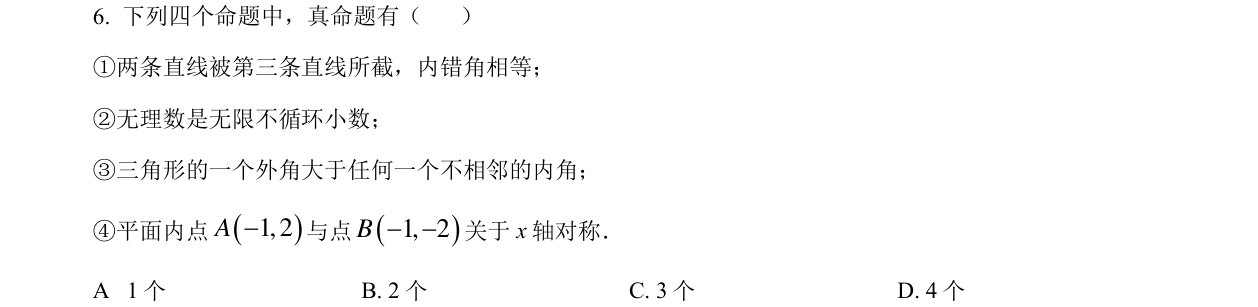 6. 下列四个命题中，真命题有（　　）
①两条直线被第三条直线所截，内错角相等；
②无理数是无限不循环小数；
③三角形的一个外角大于任何一个不相邻的内角；
④平面内点 A(−1,2) 与点 B(−1,−2) 关于 x 轴对称．
A 1 个 B. 2 个 C. 3 个 D. 4 个